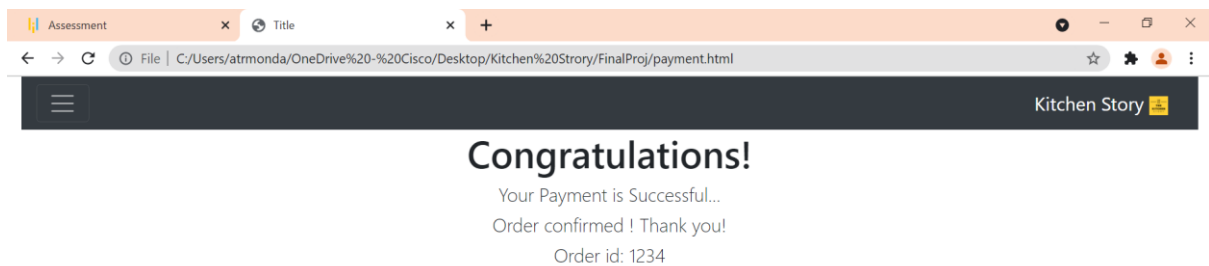 Assessment
Title
File | C:/Users/atrmonda/OneDrive%20-%20Cisco/Desktop/Kitchen%20Strory/FinalProj/payment.html
Kitchen Story
Congratulations!
Your Payment is Successful...
Order confirmed ! Thank you!
Order id: 1234